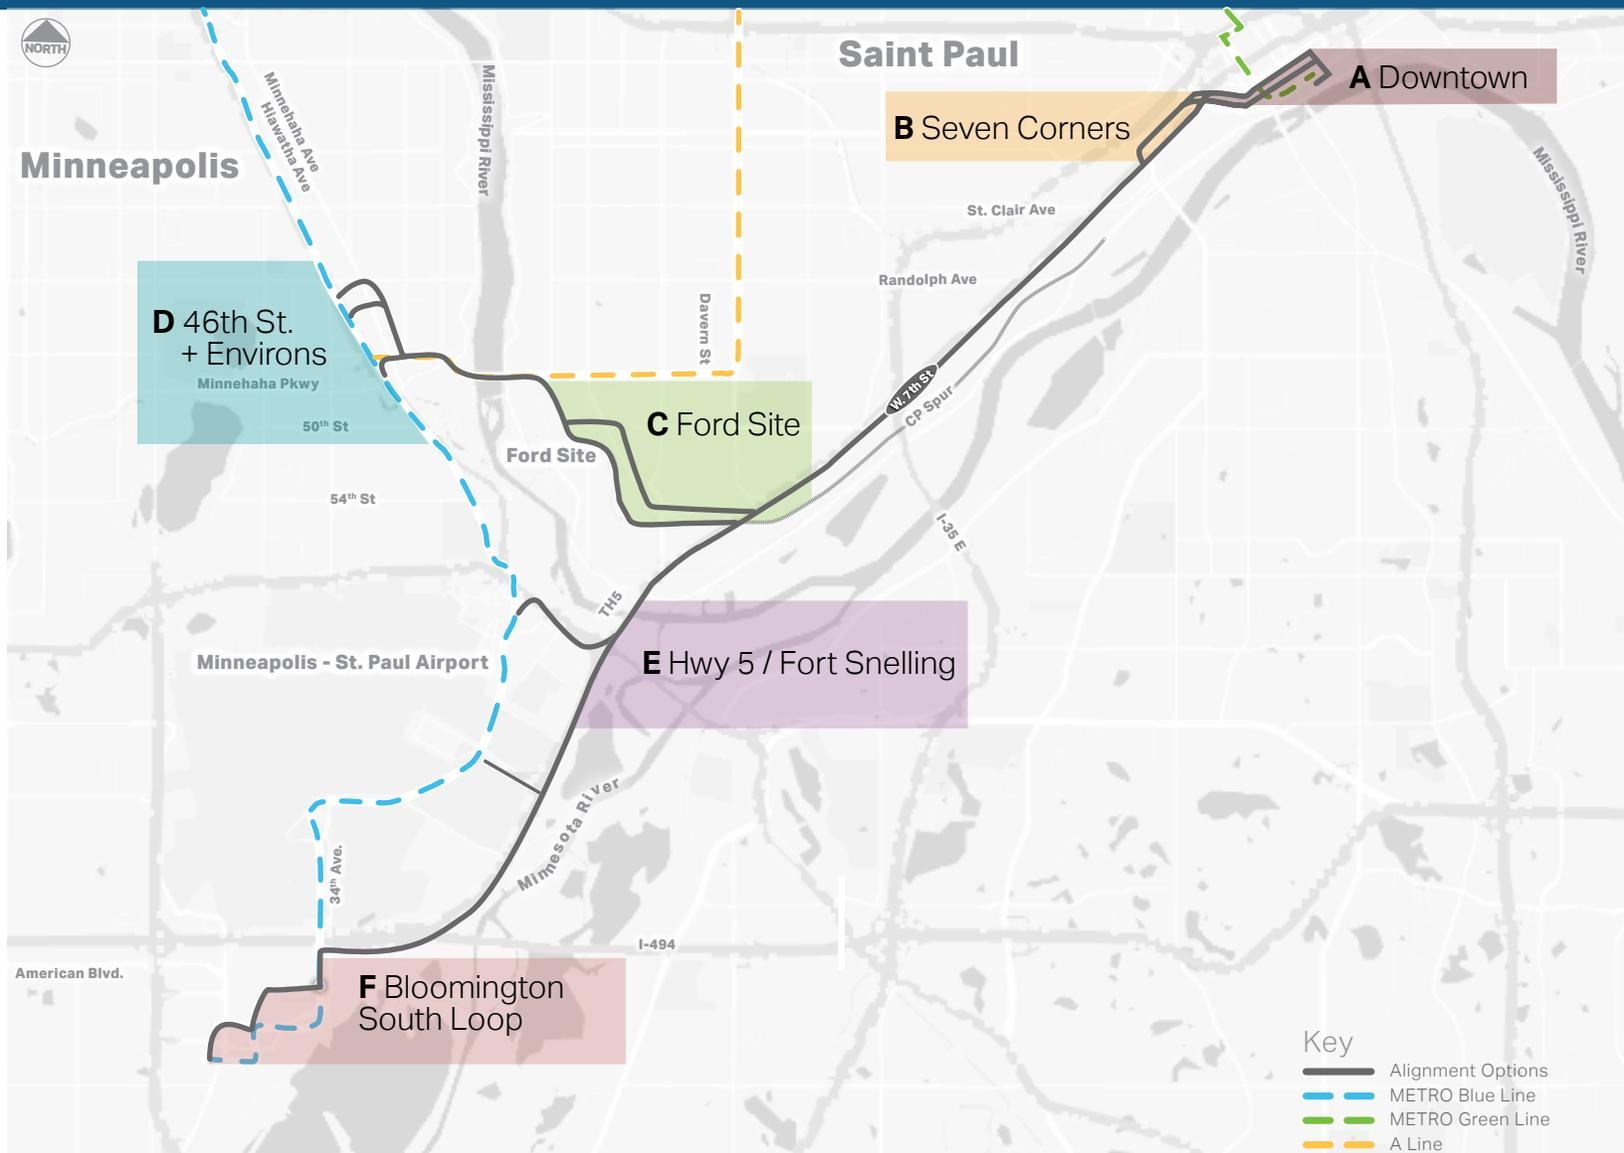 NORTH
Saint Paul
A Downtown
Mississippi River
Minnehaha Ave
Hiawatha Ave
B Seven Corners
Minneapolis
Mississippi River
St. Clair Ave
Randolph Ave
D 46th St.
+ Environs
Davern St
Minnehaha Pkwy
W. 7th St
CP Spur
50th St
C Ford Site
Ford Site
54th St
I-35 E
TH5
Minneapolis - St. Paul Airport
E Hwy 5 / Fort Snelling
Minnesota River
34th Ave.
I-494
American Blvd.
F Bloomington
South Loop
Key
Alignment Options
METRO Blue Line
METRO Green Line
A Line